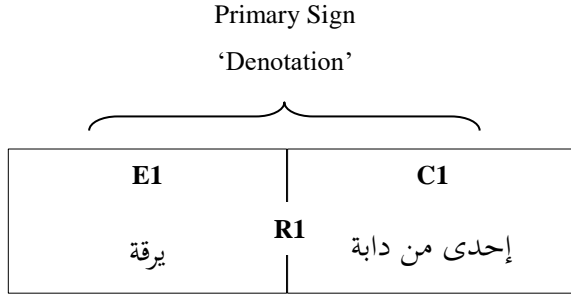 Primary Sign
‘Denotation’
E1
C1
R1
يرقة
إحدى من دابة